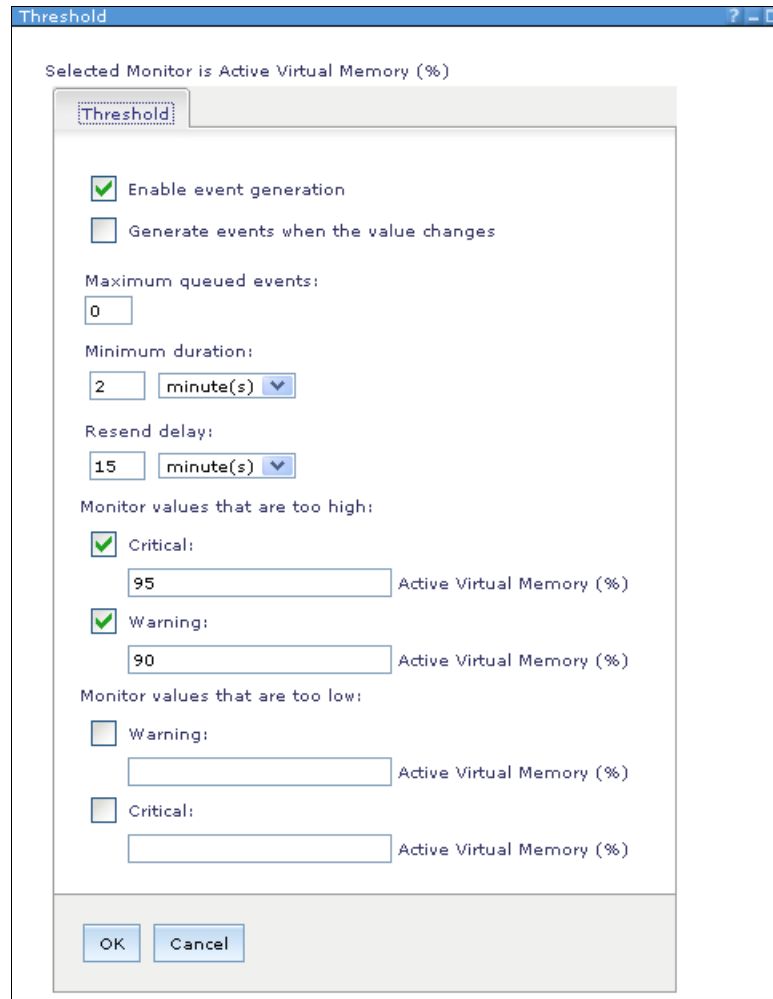 Threshold
?
Selected Monitor is Active Virtual Memory (%)
Threshold
Enable event generation
Generate events when the value changes
Maximum queued events:
0
Minimum duration:
2 minute(s)
Resend delay:
15 minute(s)
Monitor values that are too high:
Critical:
95 Active Virtual Memory (%)
Warning:
90 Active Virtual Memory (%)
Monitor values that are too low:
Warning:
Active Virtual Memory (%)
Critical:
Active Virtual Memory (%)
OK Cancel